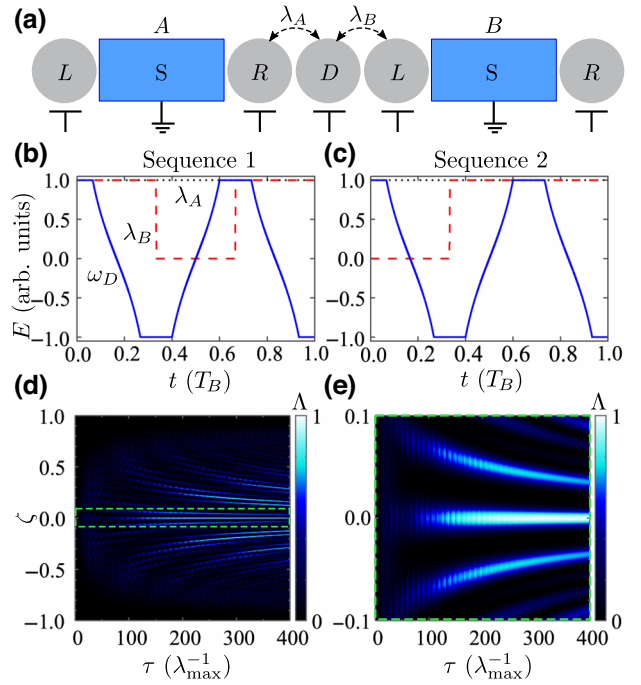 (a) A λ_A λ_B B
L S R D L S R
(b) Sequence 1 (c) Sequence 2
E (arb. units)
1.0 0.5 0.0 -0.5 -1.0
λ_A
λ_B
ω_D
0.0 0.2 0.4 0.6 0.8 1.0
t (T_B)
0.0 0.2 0.4 0.6 0.8 1.0
t (T_B)
(d) Λ (e) Λ
ζ
1.0 0.5 0.0 -0.5 -1.0
1 0
0 100 200 300 400
τ (λ_max^{-1})
0.1 0.0 -0.1
1 0
0 100 200 300 400
τ (λ_max^{-1})